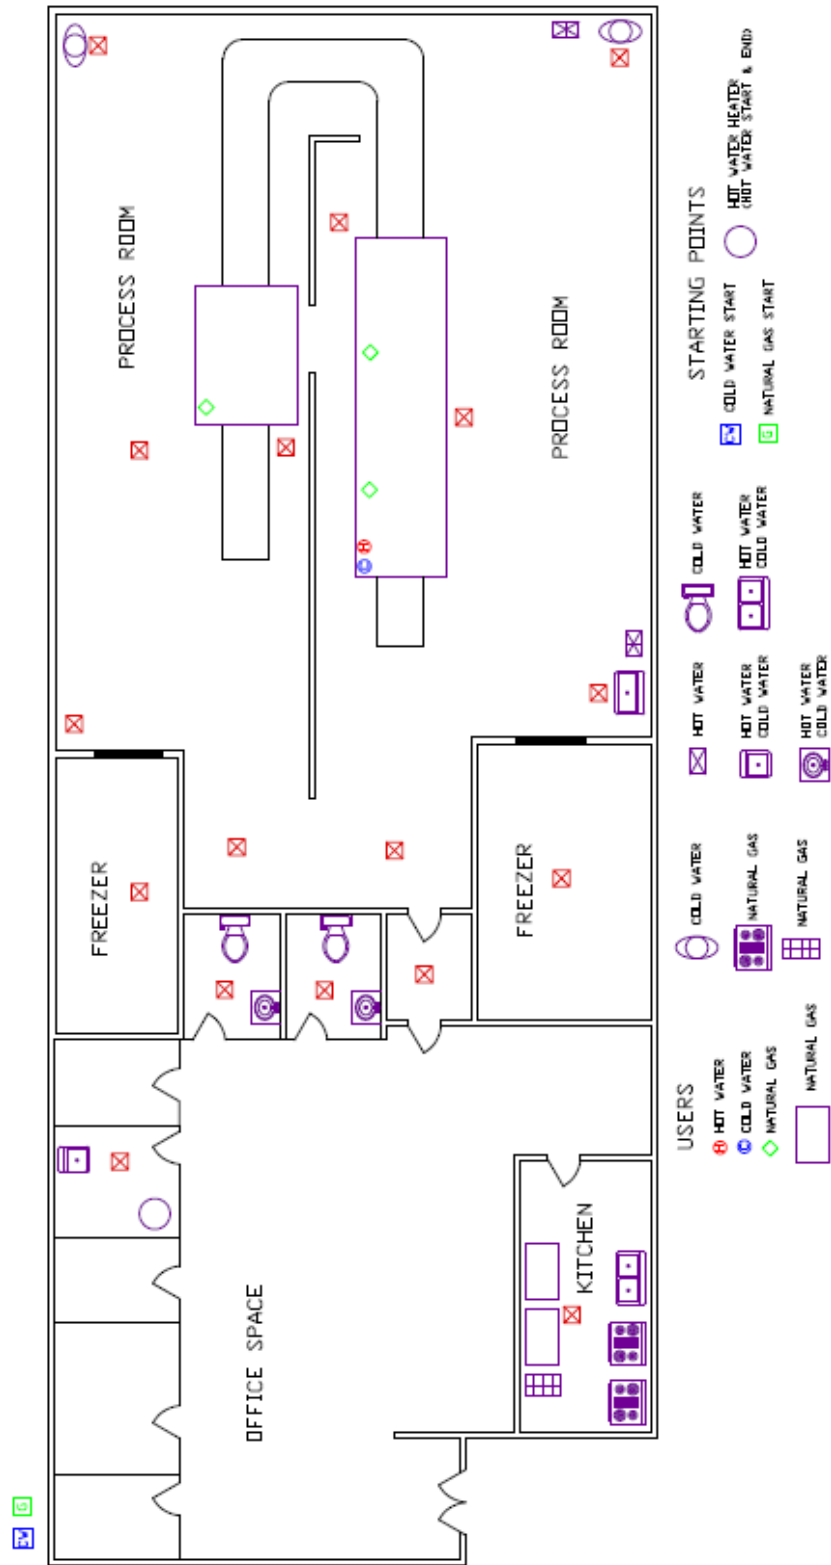 PROCESS ROOM
PROCESS ROOM
FREEZER
FREEZER
OFFICE SPACE
KITCHEN
CW
G
H
C
USERS
H HOT WATER
C COLD WATER
NATURAL GAS
NATURAL GAS
COLD WATER
NATURAL GAS
NATURAL GAS
HOT WATER
HOT WATER
COLD WATER
HOT WATER
COLD WATER
COLD WATER
HOT WATER
COLD WATER
STARTING POINTS
CW COLD WATER START
G NATURAL GAS START
HOT WATER HEATER
(HOT WATER START & END)